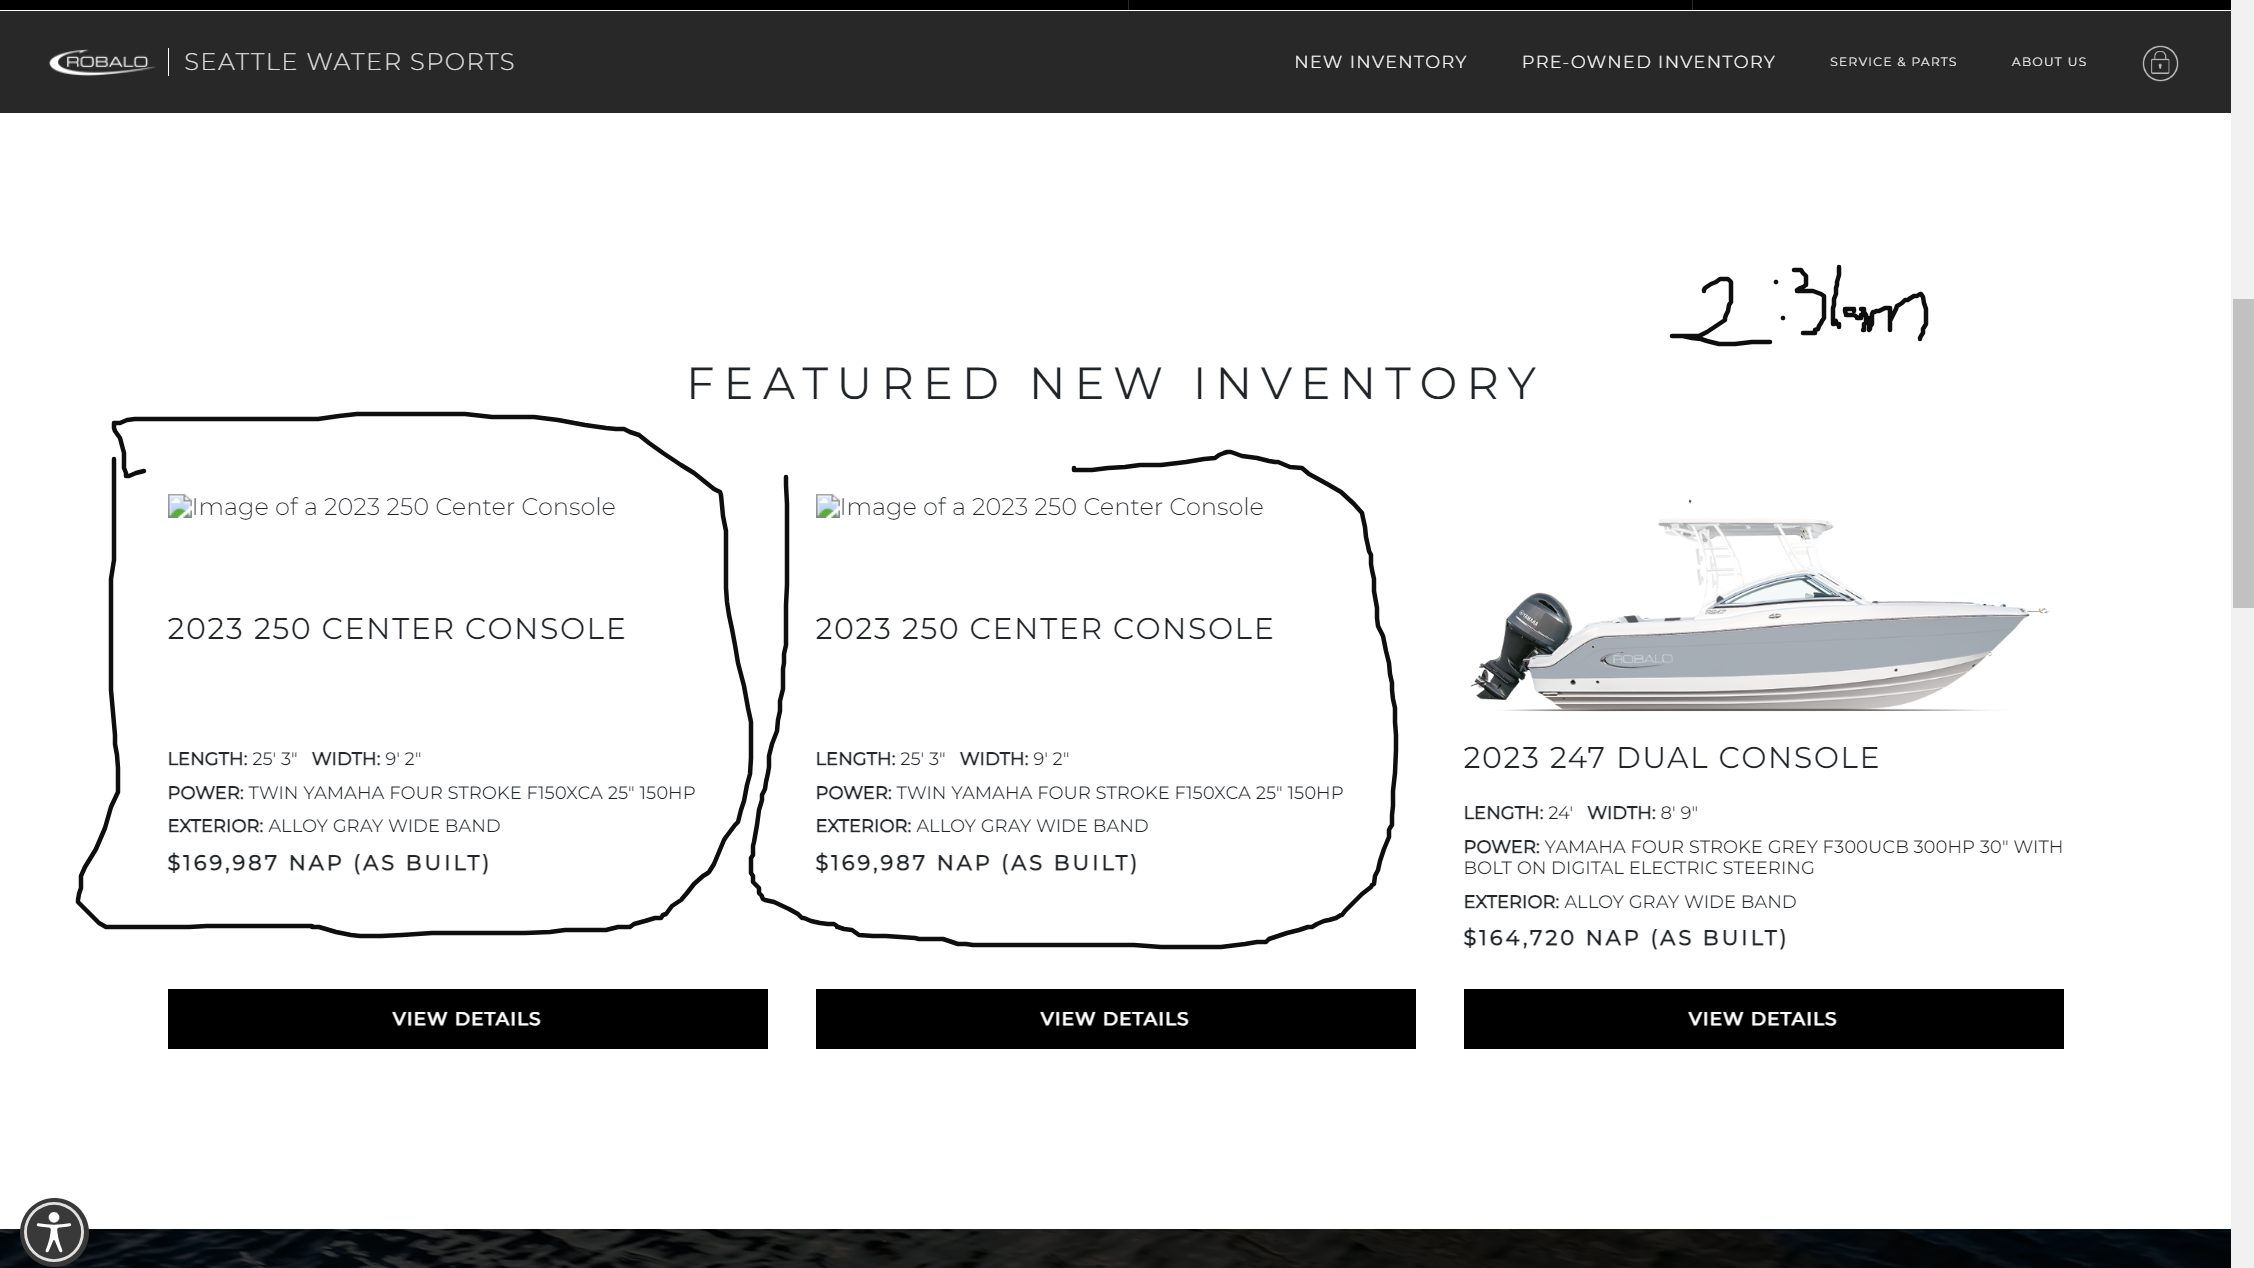 ROBALO SEATTLE WATER SPORTS NEW INVENTORY PRE-OWNED INVENTORY SERVICE & PARTS ABOUT US
2:31am
FEATURED NEW INVENTORY
Image of a 2023 250 Center Console
2023 250 CENTER CONSOLE
LENGTH: 25' 3" WIDTH: 9' 2"
POWER: TWIN YAMAHA FOUR STROKE F150XCA 25" 150HP
EXTERIOR: ALLOY GRAY WIDE BAND
$169,987 NAP (AS BUILT)
VIEW DETAILS
Image of a 2023 250 Center Console
2023 250 CENTER CONSOLE
LENGTH: 25' 3" WIDTH: 9' 2"
POWER: TWIN YAMAHA FOUR STROKE F150XCA 25" 150HP
EXTERIOR: ALLOY GRAY WIDE BAND
$169,987 NAP (AS BUILT)
VIEW DETAILS
YAMAHA
ROBALO
2023 247 DUAL CONSOLE
LENGTH: 24' WIDTH: 8' 9"
POWER: YAMAHA FOUR STROKE GREY F300UCB 300HP 30" WITH
BOLT ON DIGITAL ELECTRIC STEERING
EXTERIOR: ALLOY GRAY WIDE BAND
$164,720 NAP (AS BUILT)
VIEW DETAILS